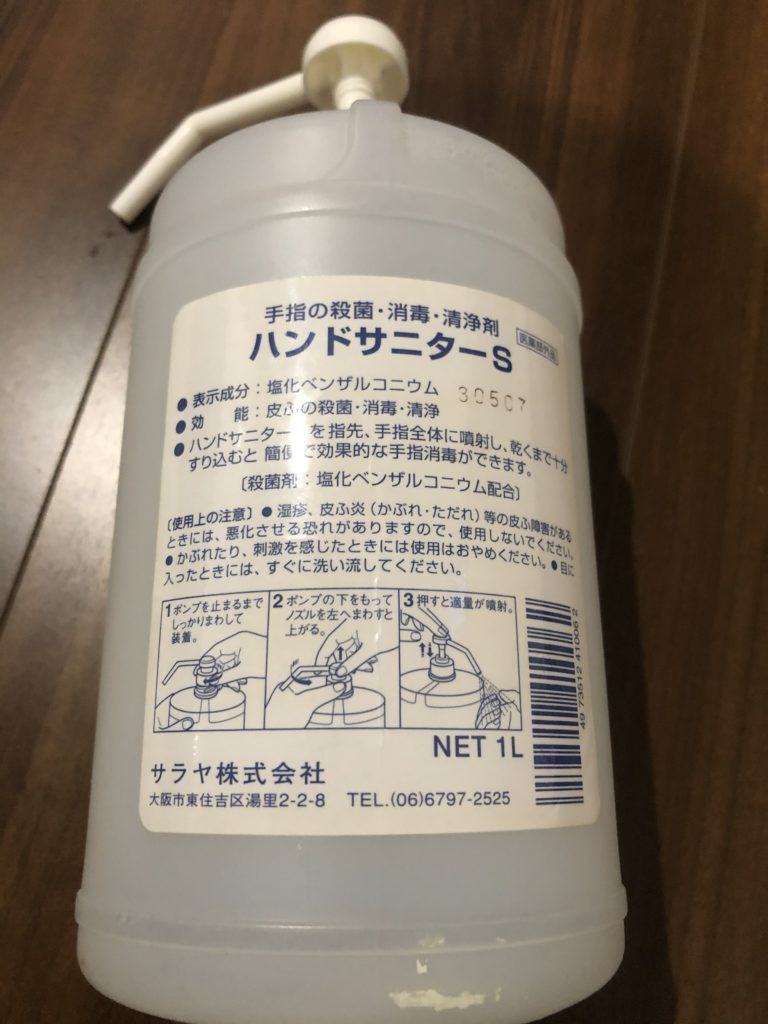 手指の殺菌・消毒・清浄剤
ハンドサニターS
医薬部外品
●表示成分：塩化ベンザルコニウム
30507
●効　　能：皮ふの殺菌・消毒・清浄
●ハンドサニター を指先、手指全体に噴射し、乾くまで十分
すり込むと 簡便で効果的な手指消毒ができます。
〔殺菌剤：塩化ベンザルコニウム配合〕
〔使用上の注意〕●湿疹、皮ふ炎（かぶれ・ただれ）等の皮ふ障害がある
ときには、悪化させる恐れがありますので、使用しないでください。
●かぶれたり、刺激を感じたときには使用はおやめください。●目に
入ったときには、すぐに洗い流してください。
1 ポンプを止まるまで
しっかりまわして
装着。
2 ポンプの下をもって
ノズルを左へまわすと
上がる。
3 押すと適量が噴射。
4 973512 410062
NET 1L
サラヤ株式会社
大阪市東住吉区湯里2-2-8　TEL.(06)6797-2525